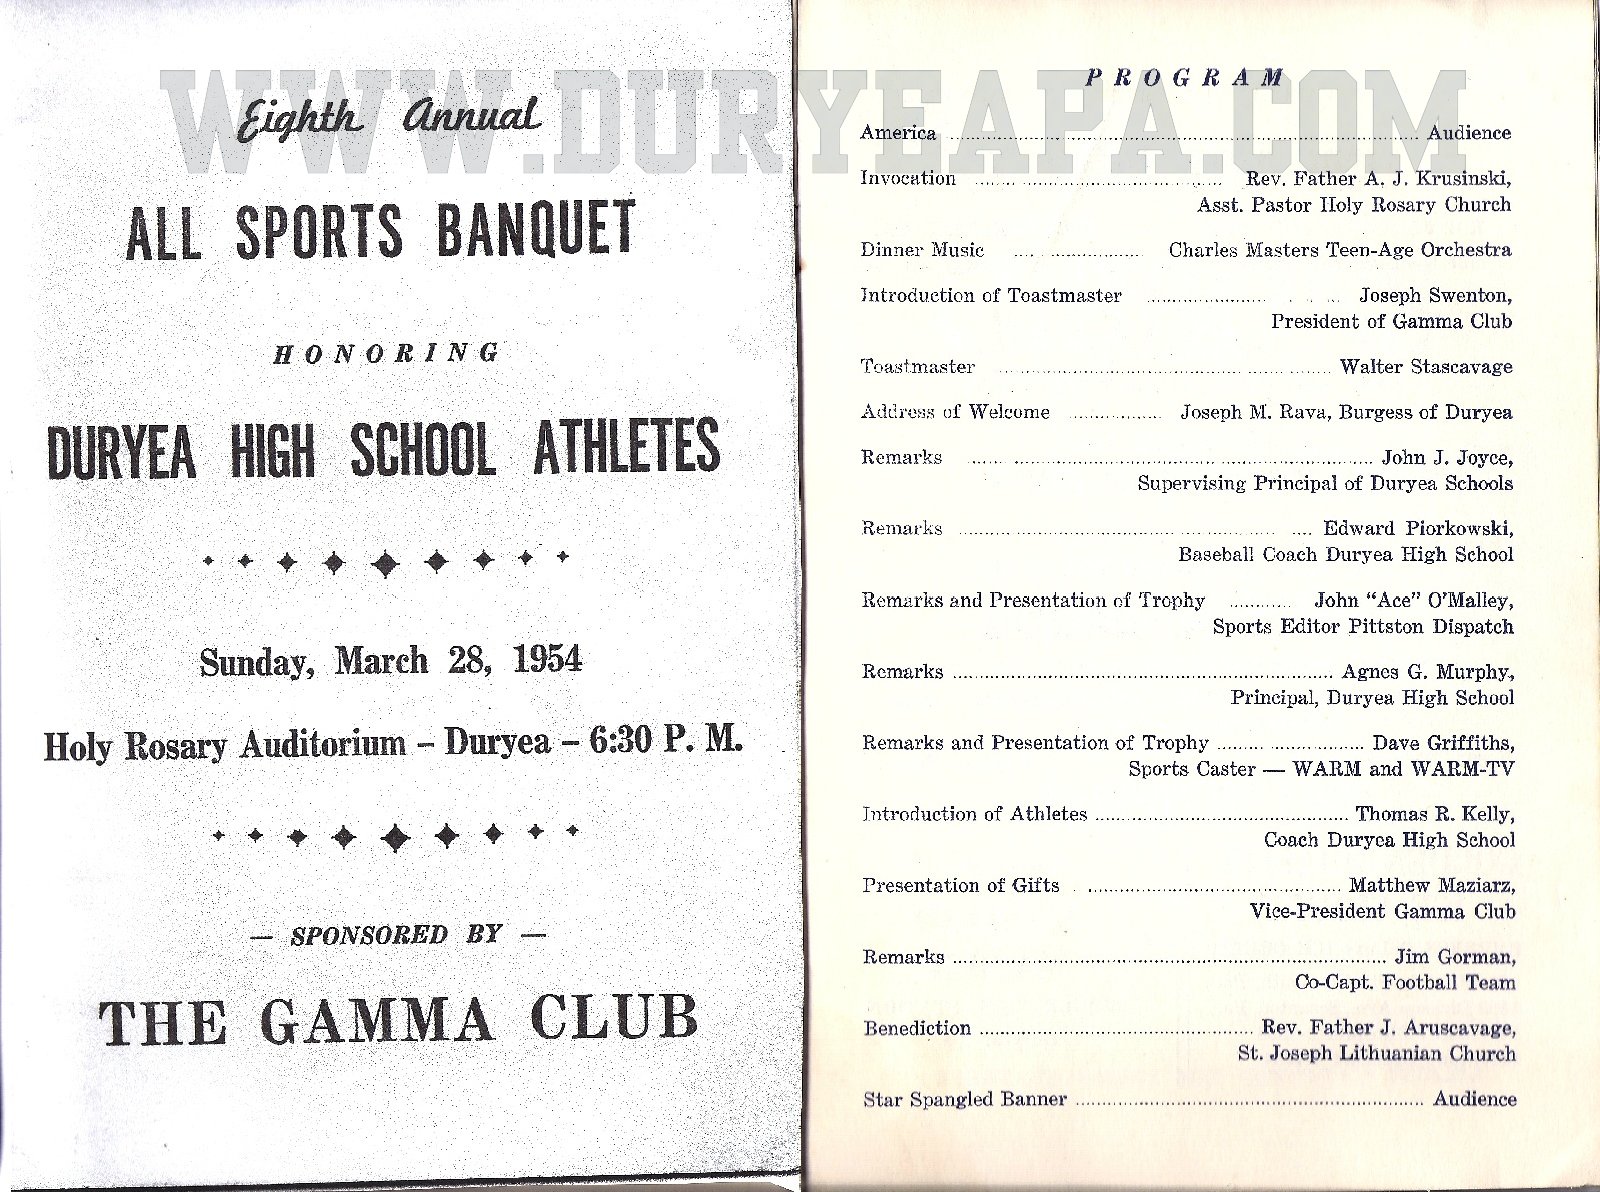 WWW.DURYEAPA.COM
Eighth Annual
ALL SPORTS BANQUET
HONORING
DURYEA HIGH SCHOOL ATHLETES
Sunday, March 28, 1954
Holy Rosary Auditorium – Duryea – 6:30 P. M.
— SPONSORED BY —
THE GAMMA CLUB
PROGRAM
America ........ Audience
Invocation ........ Rev. Father A. J. Krusinski,
Asst. Pastor Holy Rosary Church
Dinner Music ........ Charles Masters Teen-Age Orchestra
Introduction of Toastmaster ........ Joseph Swenton,
President of Gamma Club
Toastmaster ........ Walter Stascavage
Address of Welcome ........ Joseph M. Rava, Burgess of Duryea
Remarks ........ John J. Joyce,
Supervising Principal of Duryea Schools
Remarks ........ Edward Piorkowski,
Baseball Coach Duryea High School
Remarks and Presentation of Trophy ........ John “Ace” O’Malley,
Sports Editor Pittston Dispatch
Remarks ........ Agnes G. Murphy,
Principal, Duryea High School
Remarks and Presentation of Trophy ........ Dave Griffiths,
Sports Caster — WARM and WARM-TV
Introduction of Athletes ........ Thomas R. Kelly,
Coach Duryea High School
Presentation of Gifts ........ Matthew Maziarz,
Vice-President Gamma Club
Remarks ........ Jim Gorman,
Co-Capt. Football Team
Benediction ........ Rev. Father J. Aruscavage,
St. Joseph Lithuanian Church
Star Spangled Banner ........ Audience